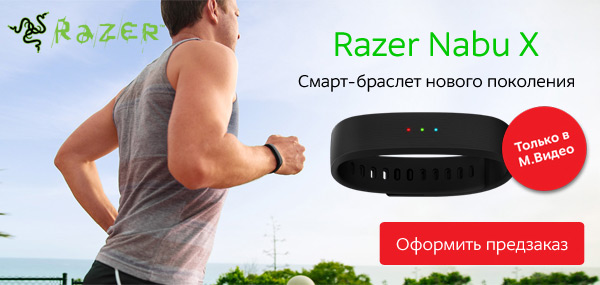 RAZER
Razer Nabu X
Смарт-браслет нового поколения
Только в
М.Видео
Оформить предзаказ